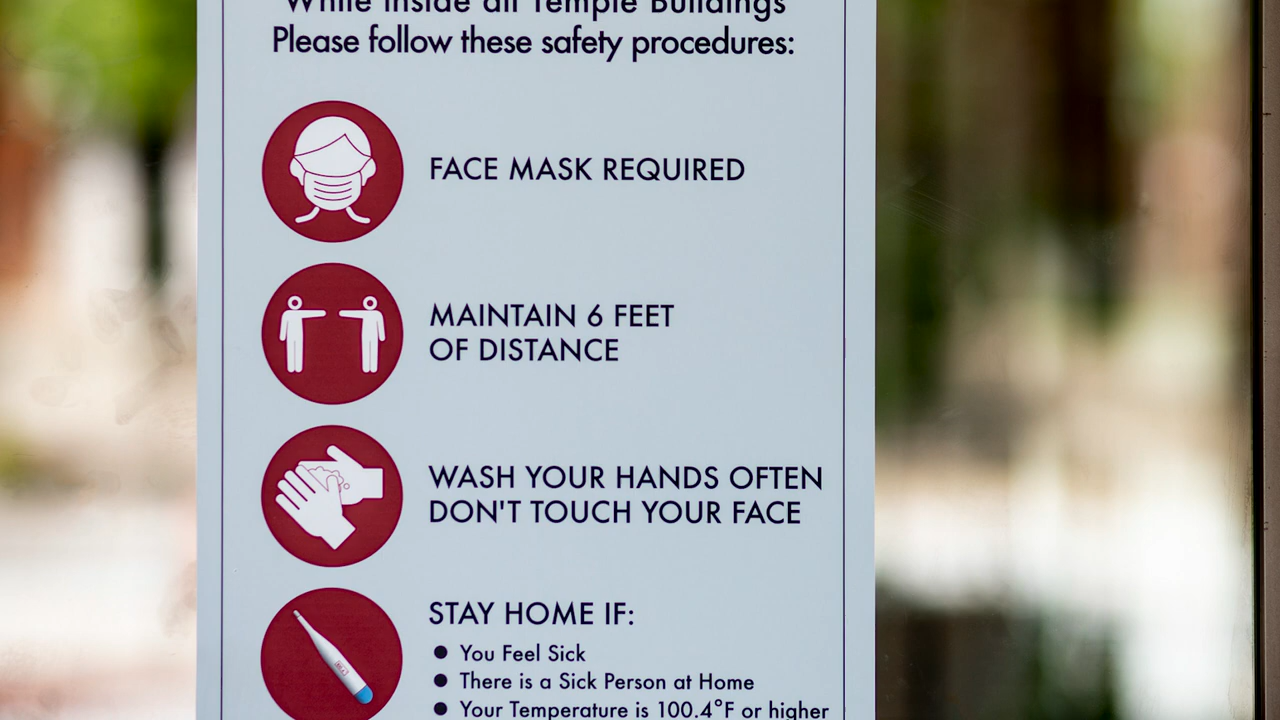 While inside all Temple Buildings
Please follow these safety procedures:
FACE MASK REQUIRED
MAINTAIN 6 FEET
OF DISTANCE
WASH YOUR HANDS OFTEN
DON'T TOUCH YOUR FACE
STAY HOME IF:
● You Feel Sick
● There is a Sick Person at Home
● Your Temperature is 100.4°F or higher